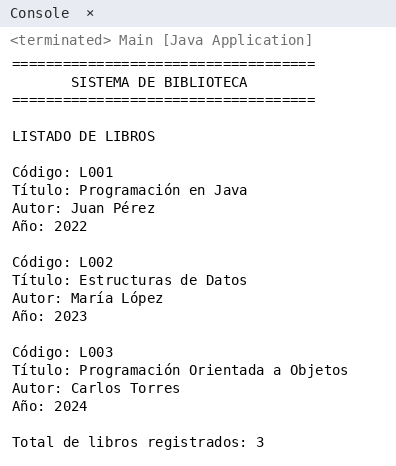 Console ×
<terminated> Main [Java Application]
====================================
SISTEMA DE BIBLIOTECA
====================================
LISTADO DE LIBROS
Código: L001
Título: Programación en Java
Autor: Juan Pérez
Año: 2022
Código: L002
Título: Estructuras de Datos
Autor: María López
Año: 2023
Código: L003
Título: Programación Orientada a Objetos
Autor: Carlos Torres
Año: 2024
Total de libros registrados: 3